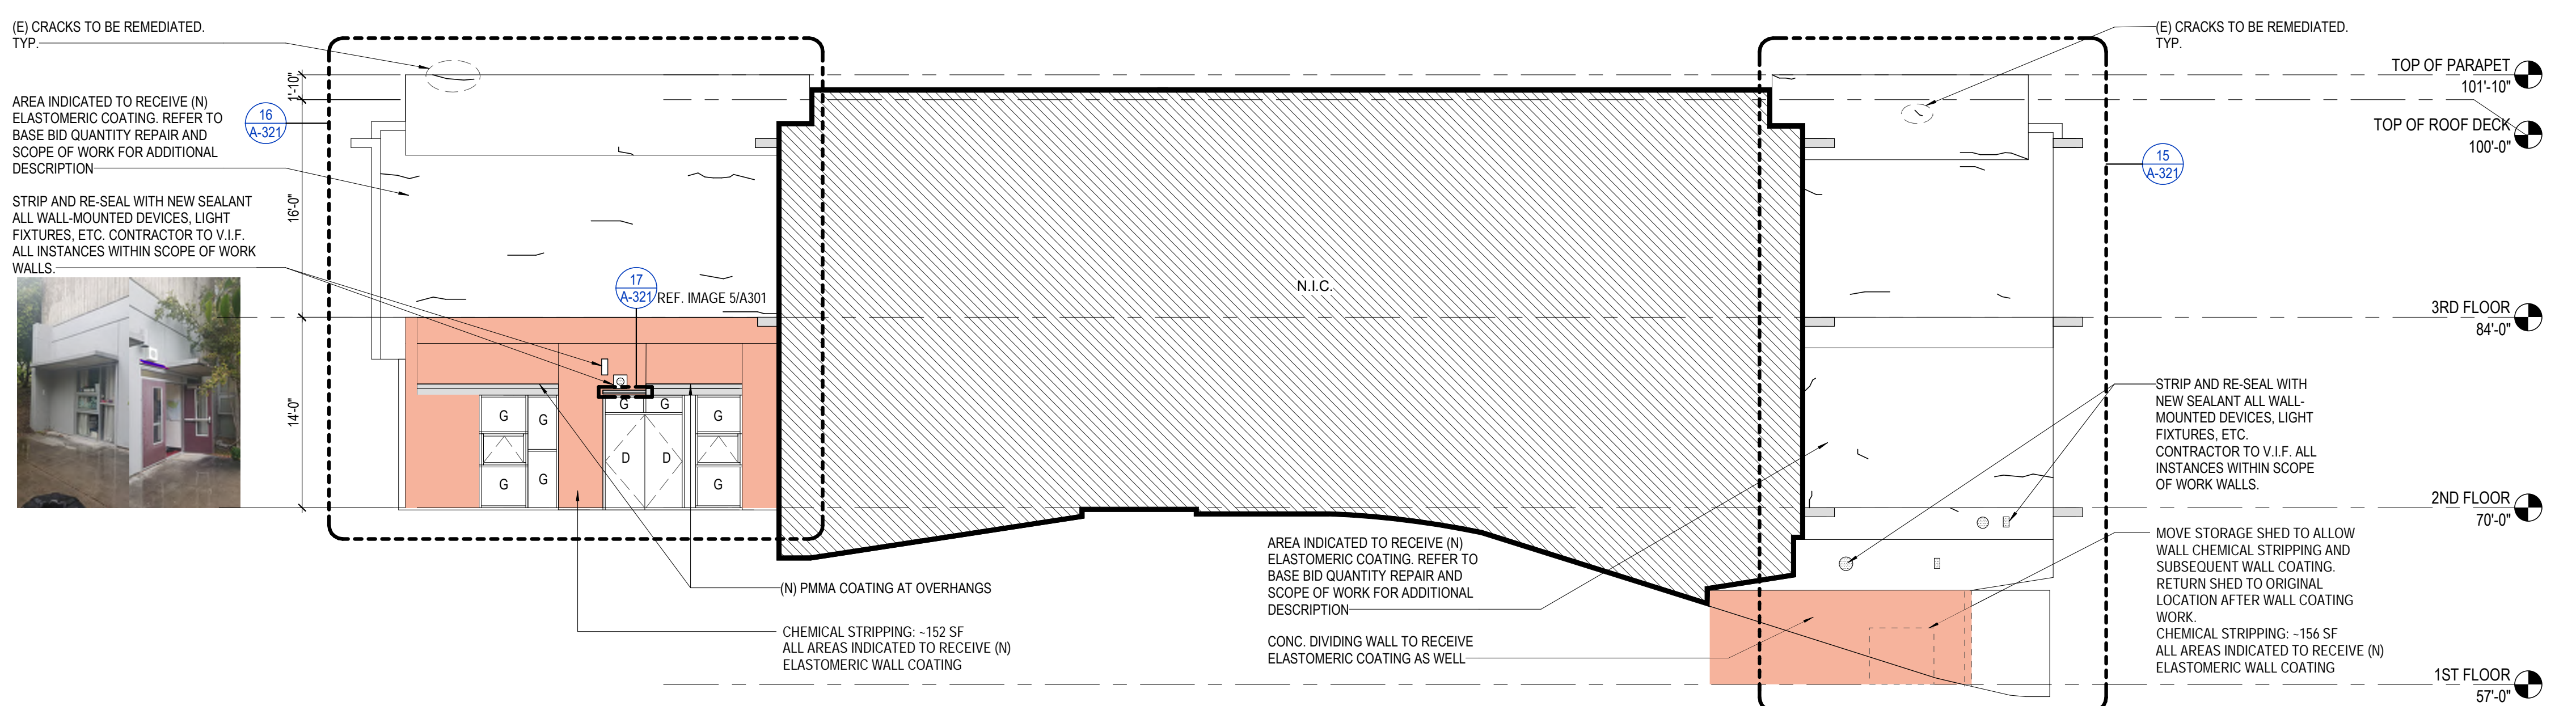 (E) CRACKS TO BE REMEDIATED.
TYP.
AREA INDICATED TO RECEIVE (N)
ELASTOMERIC COATING. REFER TO
BASE BID QUANTITY REPAIR AND
SCOPE OF WORK FOR ADDITIONAL
DESCRIPTION
STRIP AND RE-SEAL WITH NEW SEALANT
ALL WALL-MOUNTED DEVICES, LIGHT
FIXTURES, ETC. CONTRACTOR TO V.I.F.
ALL INSTANCES WITHIN SCOPE OF WORK
WALLS.
16
A-321
1'-10"
16'-0"
14'-0"
17
A-321
REF. IMAGE 5/A301
G
G
G
G
G
G
D
D
G
G
(N) PMMA COATING AT OVERHANGS
CHEMICAL STRIPPING: ~152 SF
ALL AREAS INDICATED TO RECEIVE (N)
ELASTOMERIC WALL COATING
N.I.C.
AREA INDICATED TO RECEIVE (N)
ELASTOMERIC COATING. REFER TO
BASE BID QUANTITY REPAIR AND
SCOPE OF WORK FOR ADDITIONAL
DESCRIPTION
CONC. DIVIDING WALL TO RECEIVE
ELASTOMERIC COATING AS WELL
(E) CRACKS TO BE REMEDIATED.
TYP.
15
A-321
TOP OF PARAPET
101'-10"
TOP OF ROOF DECK
100'-0"
3RD FLOOR
84'-0"
STRIP AND RE-SEAL WITH
NEW SEALANT ALL WALL-
MOUNTED DEVICES, LIGHT
FIXTURES, ETC.
CONTRACTOR TO V.I.F. ALL
INSTANCES WITHIN SCOPE
OF WORK WALLS.
2ND FLOOR
70'-0"
MOVE STORAGE SHED TO ALLOW
WALL CHEMICAL STRIPPING AND
SUBSEQUENT WALL COATING.
RETURN SHED TO ORIGINAL
LOCATION AFTER WALL COATING
WORK.
CHEMICAL STRIPPING: ~156 SF
ALL AREAS INDICATED TO RECEIVE (N)
ELASTOMERIC WALL COATING
1ST FLOOR
57'-0"